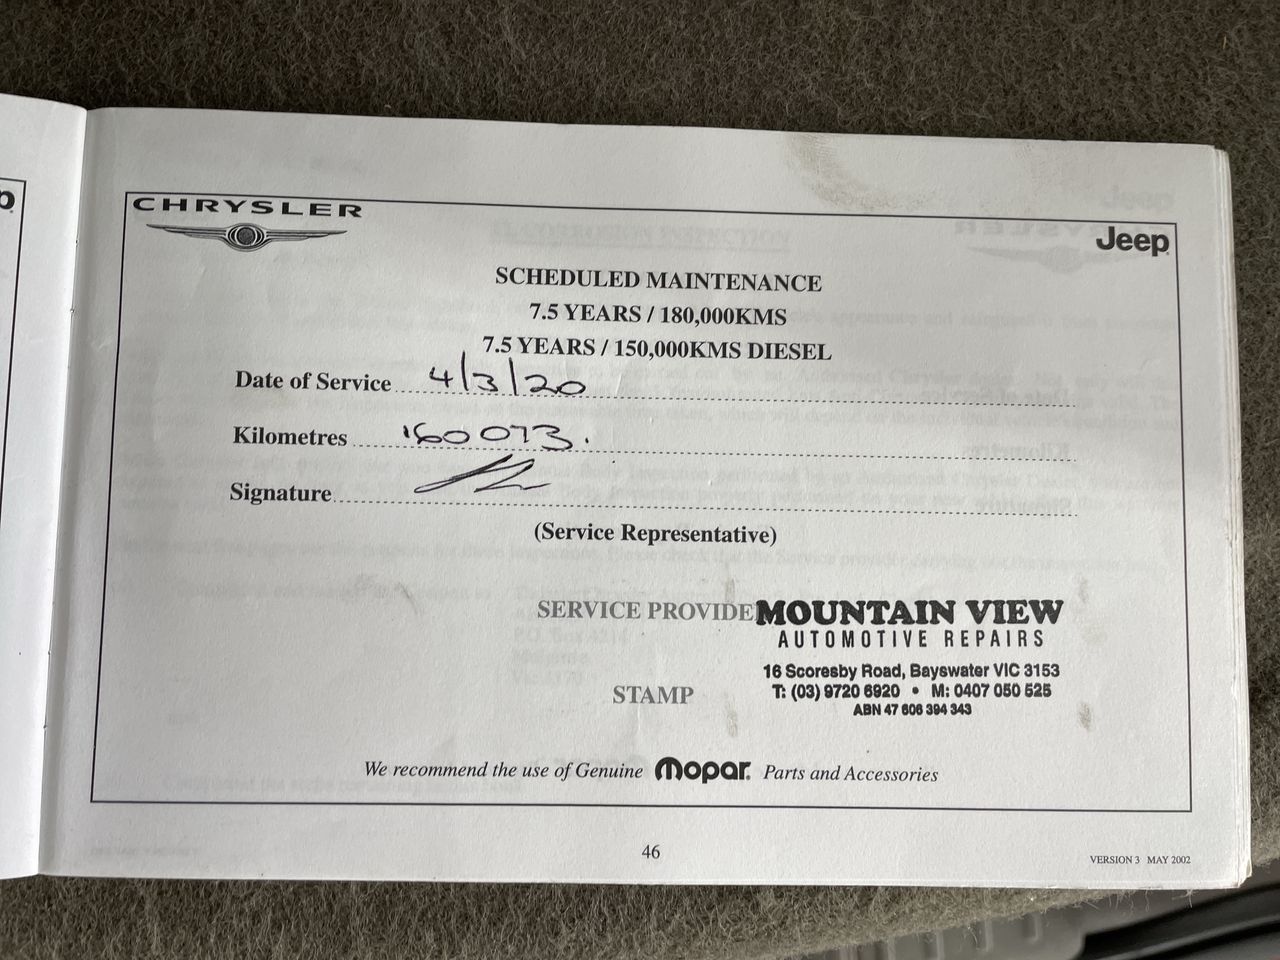 CHRYSLER
Jeep
SCHEDULED MAINTENANCE
7.5 YEARS / 180,000KMS
7.5 YEARS / 150,000KMS DIESEL
Date of Service 4/3/20
Kilometres 160073.
Signature
(Service Representative)
SERVICE PROVIDE
MOUNTAIN VIEW
AUTOMOTIVE REPAIRS
16 Scoresby Road, Bayswater VIC 3153
T: (03) 9720 6920 • M: 0407 050 525
ABN 47 606 394 343
STAMP
We recommend the use of Genuine Mopar Parts and Accessories
46
VERSION 3 MAY 2002